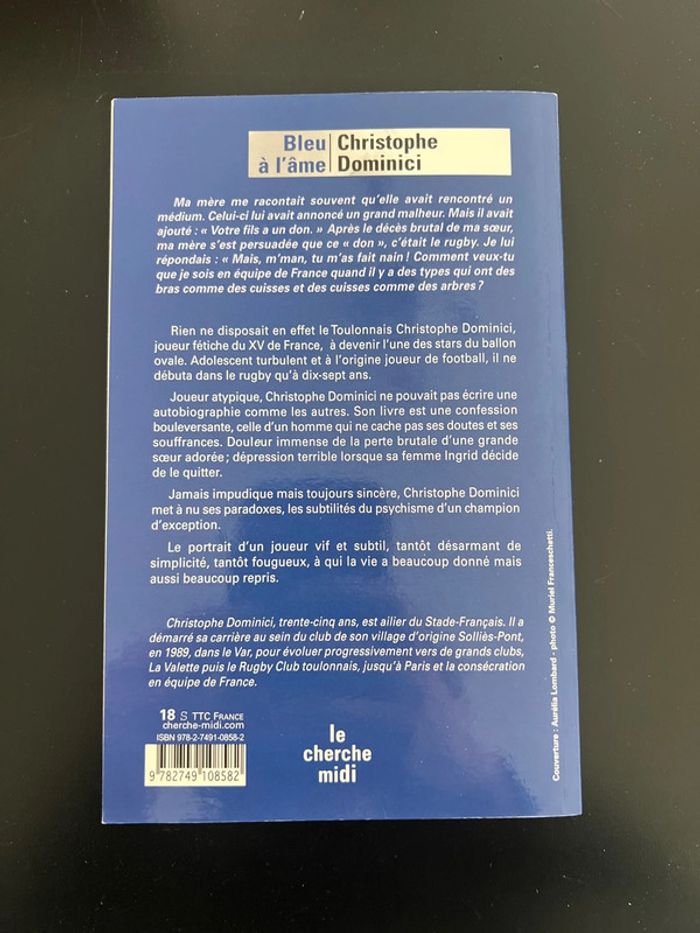 Bleu
à l'âme
Christophe
Dominici
Ma mère me racontait souvent qu'elle avait rencontré un
médium. Celui-ci lui avait annoncé un grand malheur. Mais il avait
ajouté : « Votre fils a un don. » Après le décès brutal de ma sœur,
ma mère s'est persuadée que ce « don », c'était le rugby. Je lui
répondais : « Mais, m'man, tu m'as fait nain ! Comment veux-tu
que je sois en équipe de France quand il y a des types qui ont des
bras comme des cuisses et des cuisses comme des arbres ?
Rien ne disposait en effet le Toulonnais Christophe Dominici,
joueur fétiche du XV de France, à devenir l'une des stars du ballon
ovale. Adolescent turbulent et à l'origine joueur de football, il ne
débuta dans le rugby qu'à dix-sept ans.
Joueur atypique, Christophe Dominici ne pouvait pas écrire une
autobiographie comme les autres. Son livre est une confession
bouleversante, celle d'un homme qui ne cache pas ses doutes et ses
souffrances. Douleur immense de la perte brutale d'une grande
sœur adorée ; dépression terrible lorsque sa femme Ingrid décide
de le quitter.
Jamais impudique mais toujours sincère, Christophe Dominici
met à nu ses paradoxes, les subtilités du psychisme d'un champion
d'exception.
Le portrait d'un joueur vif et subtil, tantôt désarmant de
simplicité, tantôt fougueux, à qui la vie a beaucoup donné mais
aussi beaucoup repris.
Christophe Dominici, trente-cinq ans, est ailier du Stade-Français. Il a
démarré sa carrière au sein du club de son village d'origine Solliès-Pont,
en 1989, dans le Var, pour évoluer progressivement vers de grands clubs,
La Valette puis le Rugby Club toulonnais, jusqu'à Paris et la consécration
en équipe de France.
18 S TTC FRANCE
cherche-midi.com
ISBN 978-2-7491-0858-2
9 782749 108582
le
cherche
midi
Couverture : Aurélia Lombard - photo © Muriel Franceschetti.